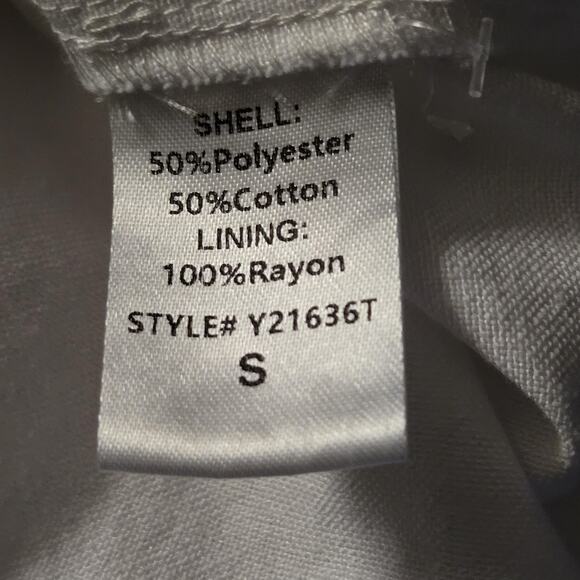 SHELL:
50%Polyester
50%Cotton
LINING:
100%Rayon
STYLE# Y21636T
S